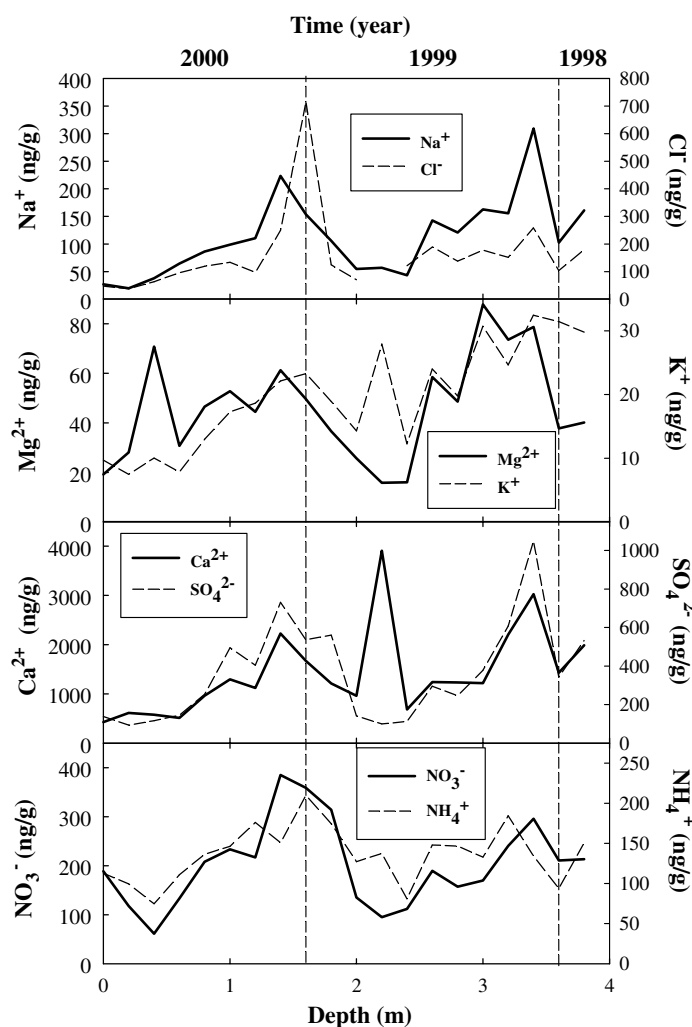 Time (year)
2000 1999 1998
Na⁺ (ng/g)
400
350
300
250
200
150
100
50
0
Na⁺
Cl⁻
Cl⁻ (ng/g)
800
700
600
500
400
300
200
100
0
Mg²⁺ (ng/g)
80
60
40
20
0
Mg²⁺
K⁺
K⁺ (ng/g)
30
20
10
0
Ca²⁺ (ng/g)
4000
3000
2000
1000
0
Ca²⁺
SO₄²⁻
SO₄²⁻ (ng/g)
1000
800
600
400
200
0
NO₃⁻ (ng/g)
400
300
200
100
0
NO₃⁻
NH₄⁺
NH₄⁺ (ng/g)
250
200
150
100
50
0
0 1 2 3 4
Depth (m)